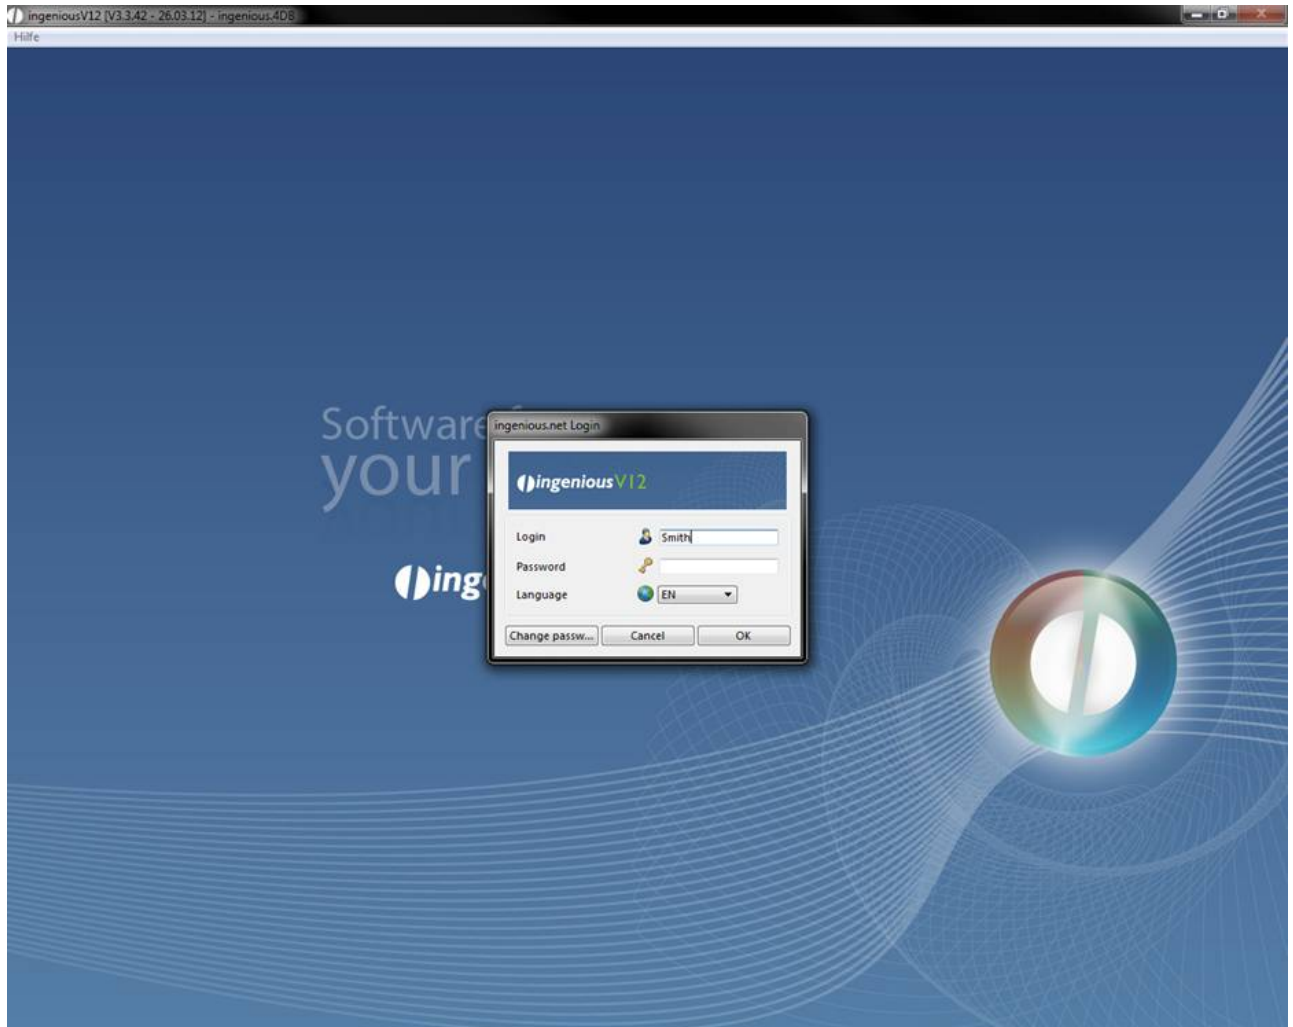 ingeniousV12 [V3.3.42 - 26.03.12] - ingenious.4DB
Hilfe
Software
your
ing
ingenious.net Login
ingeniousV12
Login Smith
Password
Language EN
Change passw... Cancel OK